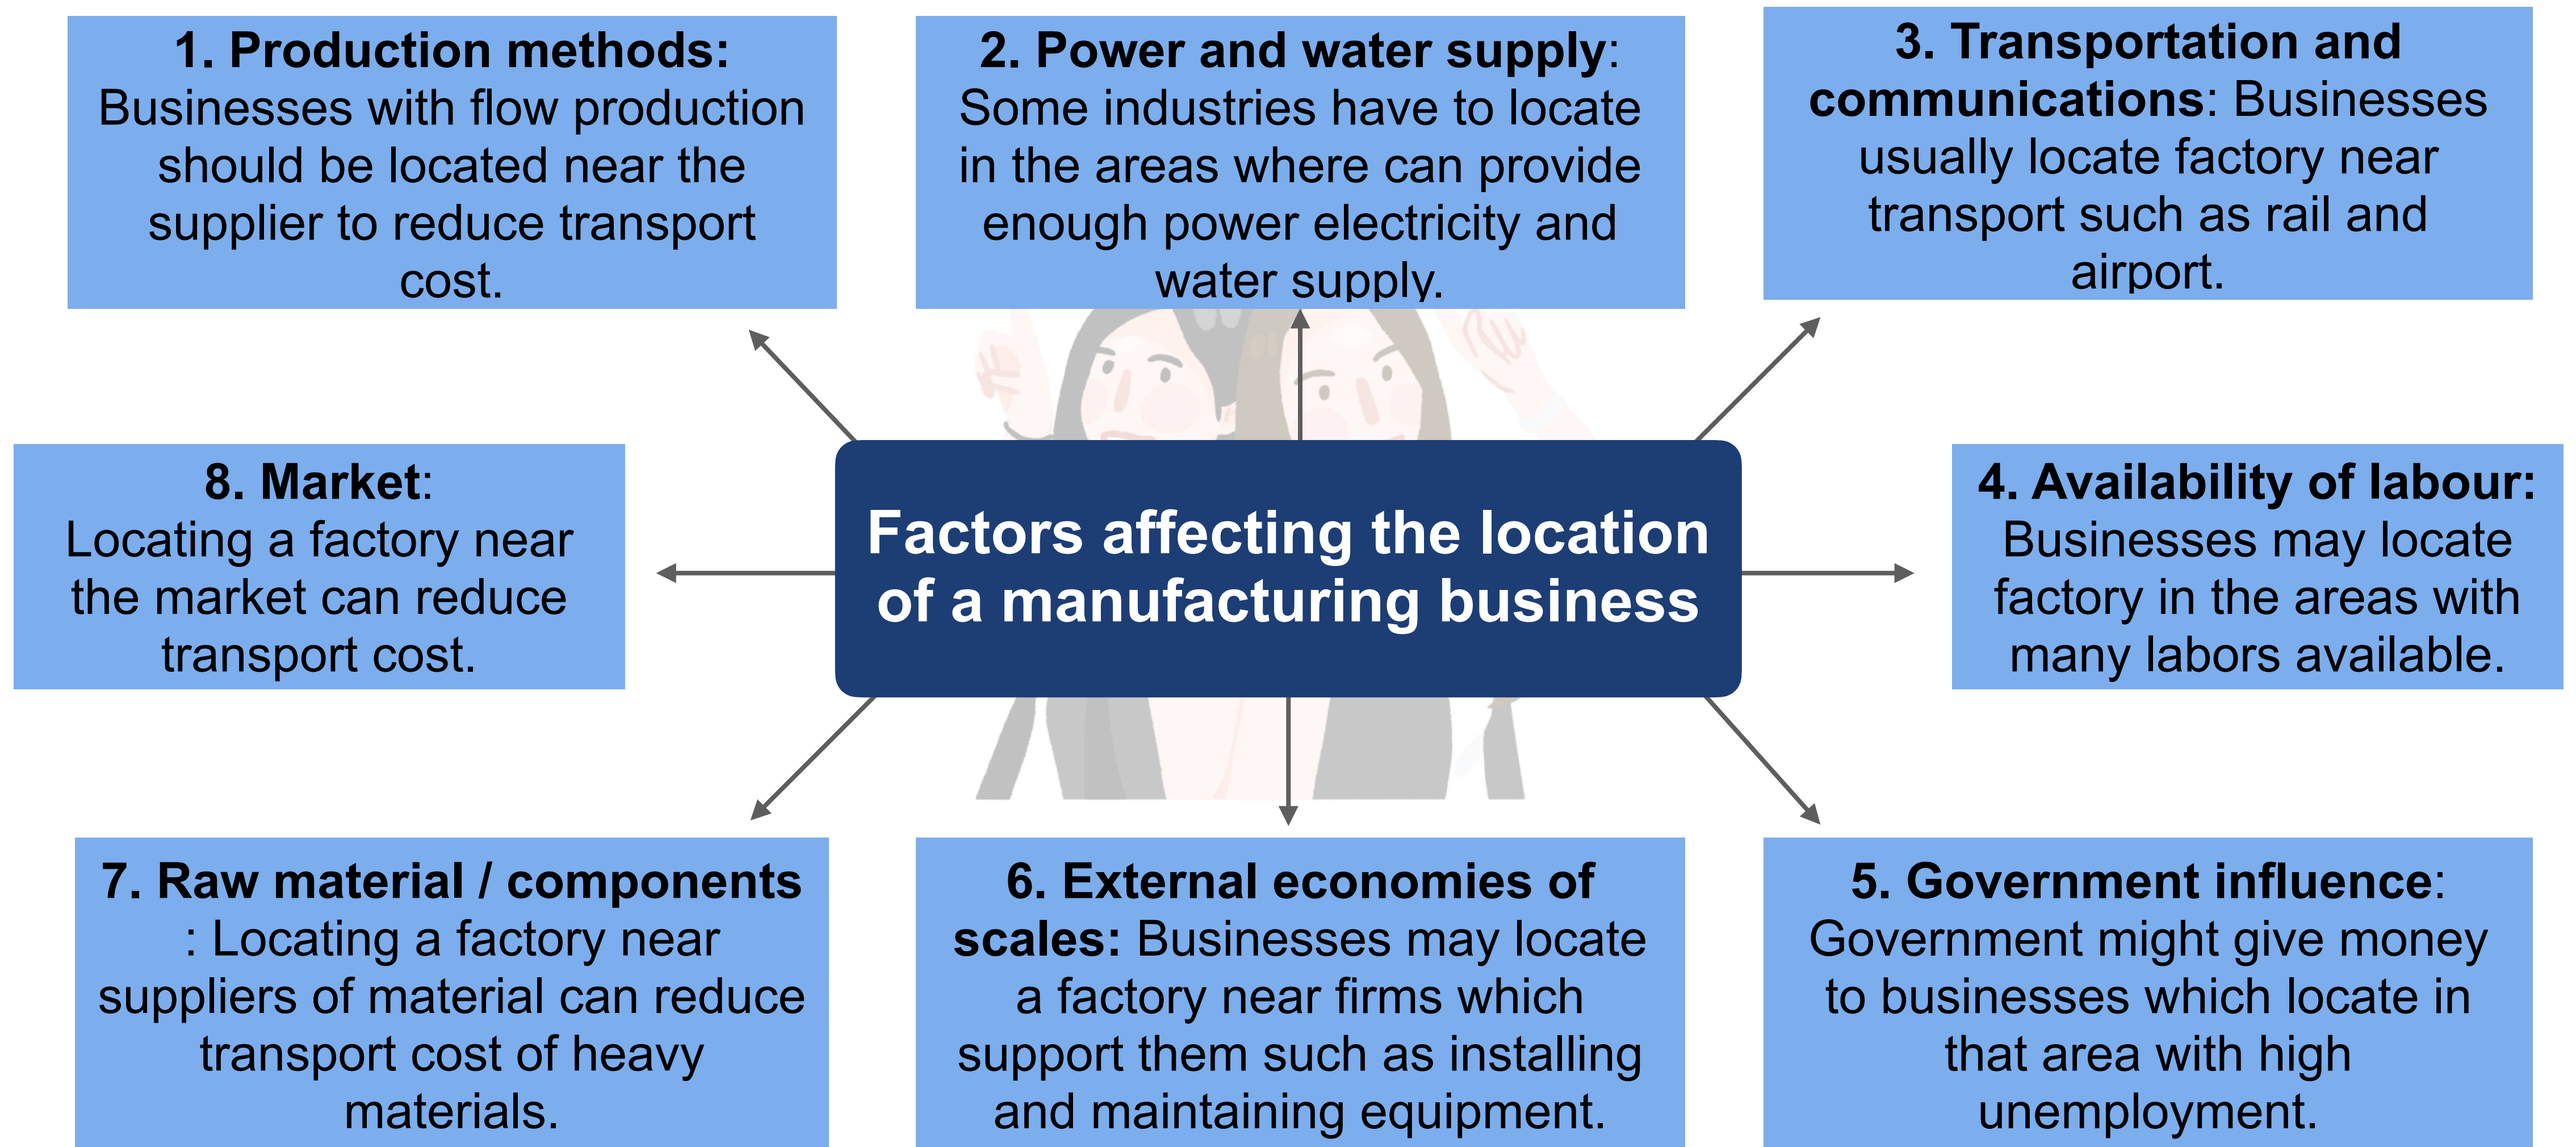 1. Production methods:
Businesses with flow production
should be located near the
supplier to reduce transport
cost.
2. Power and water supply:
Some industries have to locate
in the areas where can provide
enough power electricity and
water supply.
3. Transportation and
communications: Businesses
usually locate factory near
transport such as rail and
airport.
8. Market:
Locating a factory near
the market can reduce
transport cost.
Factors affecting the location
of a manufacturing business
4. Availability of labour:
Businesses may locate
factory in the areas with
many labors available.
7. Raw material / components
: Locating a factory near
suppliers of material can reduce
transport cost of heavy
materials.
6. External economies of
scales: Businesses may locate
a factory near firms which
support them such as installing
and maintaining equipment.
5. Government influence:
Government might give money
to businesses which locate in
that area with high
unemployment.